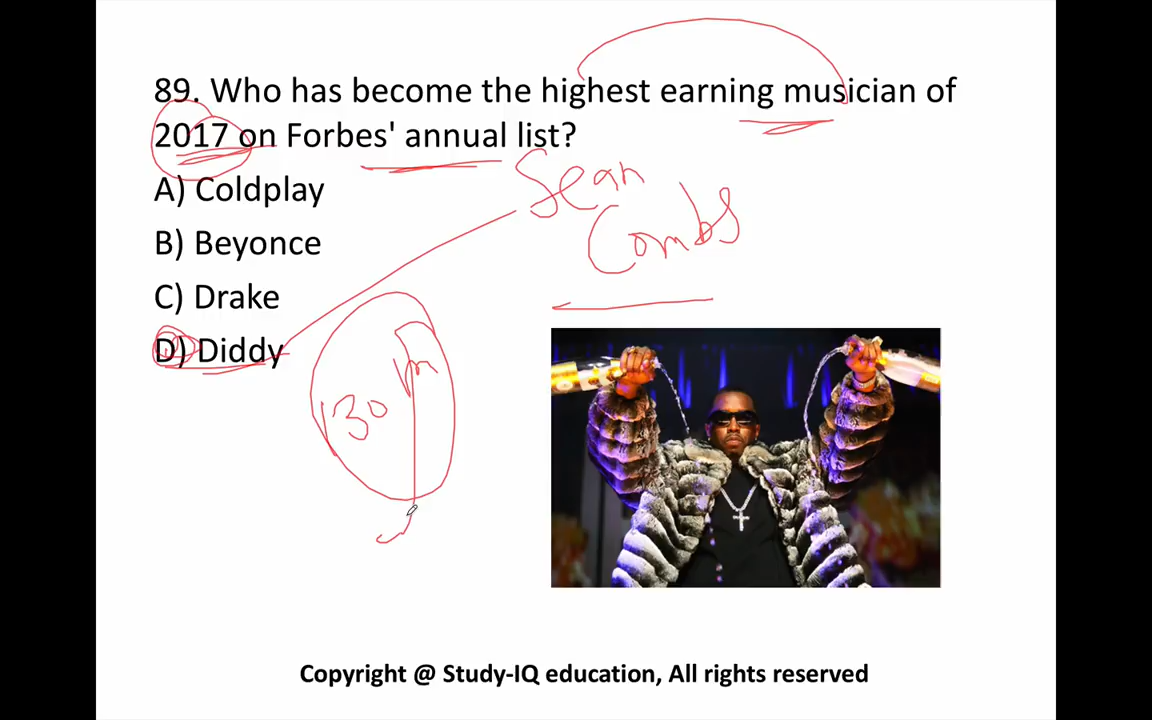 89. Who has become the highest earning musician of
2017 on Forbes' annual list?
Sean
A) Coldplay
Combs
B) Beyonce
C) Drake
D) Diddy
130 m
Copyright @ Study-IQ education, All rights reserved